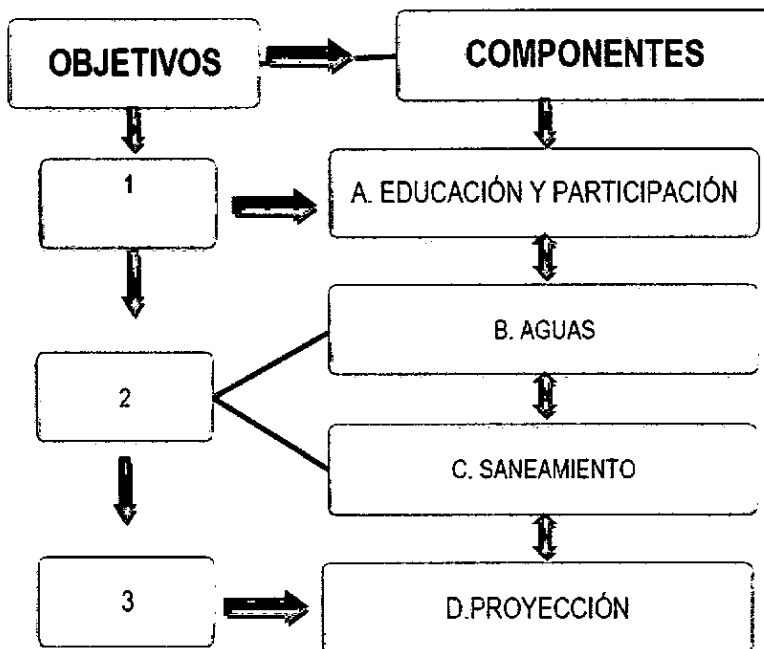 OBJETIVOS
COMPONENTES
1
A. EDUCACIÓN Y PARTICIPACIÓN
2
B. AGUAS
C. SANEAMIENTO
3
D.PROYECCIÓN